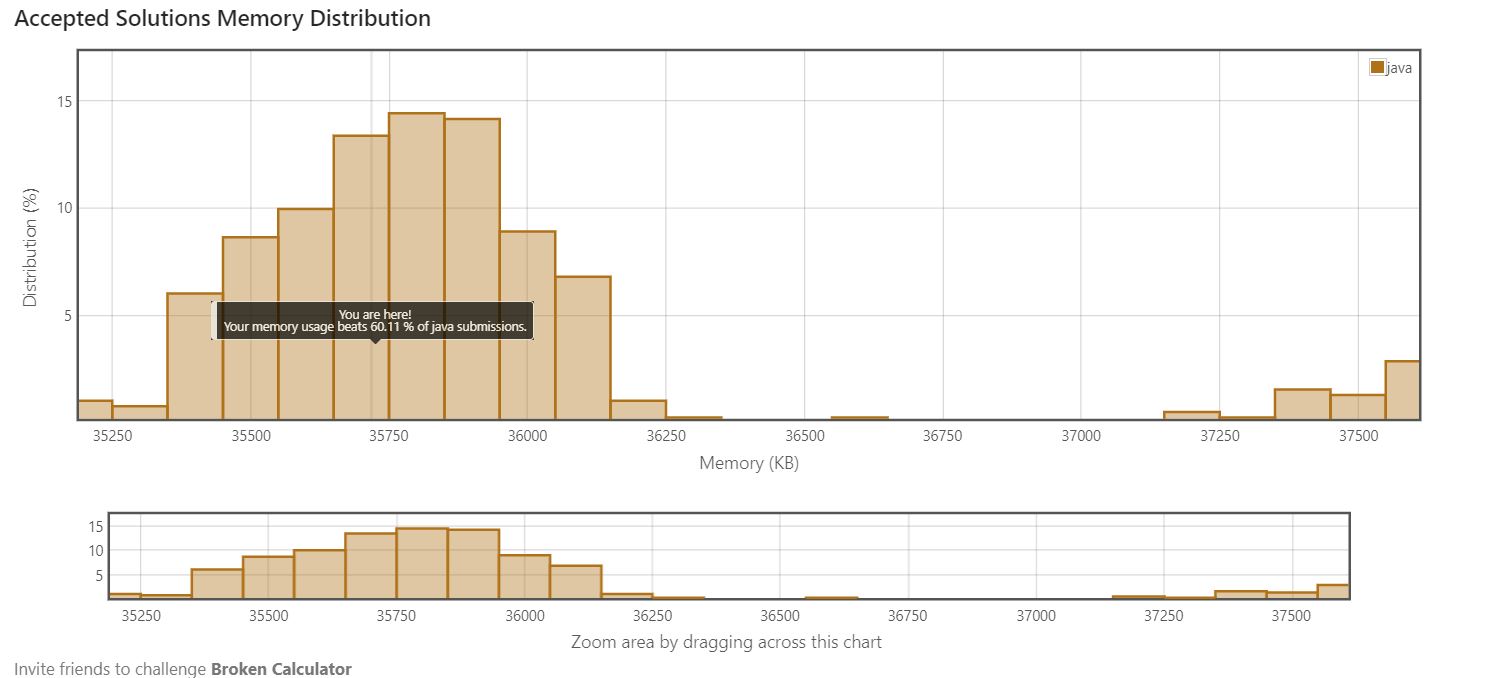 Accepted Solutions Memory Distribution
java
15
10
5
Distribution (%)
You are here!
Your memory usage beats 60.11 % of java submissions.
35250 35500 35750 36000 36250 36500 36750 37000 37250 37500
Memory (KB)
15
10
5
35250 35500 35750 36000 36250 36500 36750 37000 37250 37500
Zoom area by dragging across this chart
Invite friends to challenge Broken Calculator